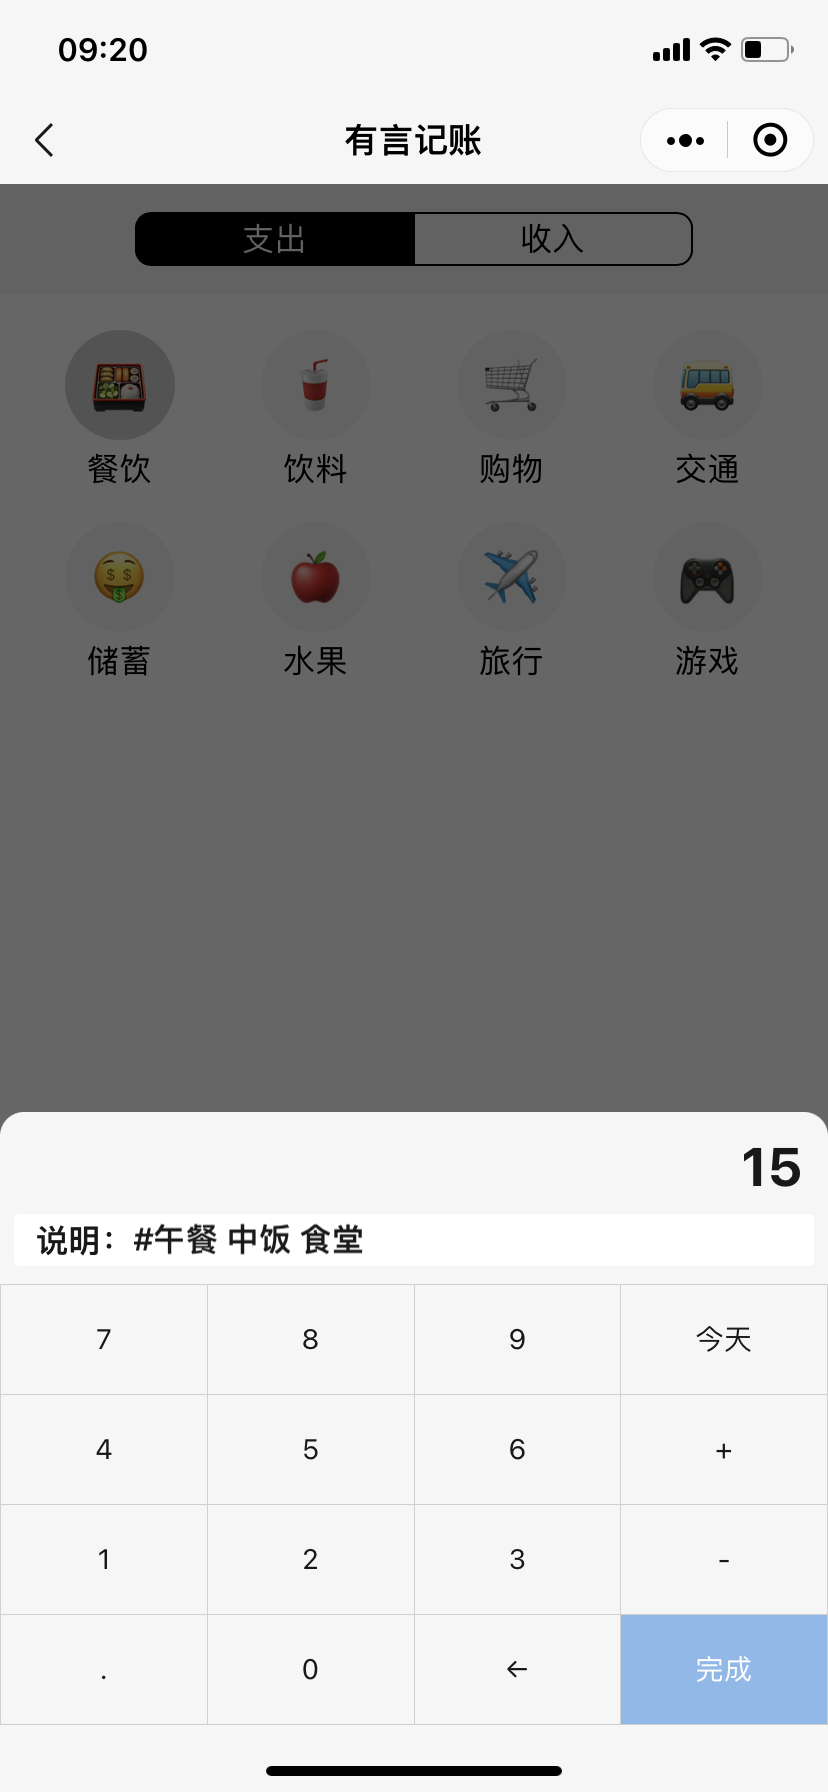 09:20
有言记账
支出 收入
餐饮 饮料 购物 交通
储蓄 水果 旅行 游戏
15
说明：#午餐 中饭 食堂
7 8 9 今天
4 5 6 +
1 2 3 -
. 0 ← 完成